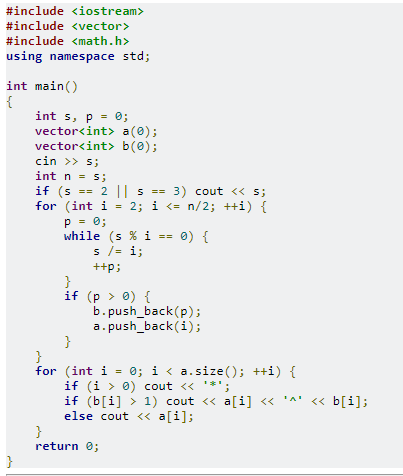 #include <iostream>
#include <vector>
#include <math.h>
using namespace std;

int main()
{
    int s, p = 0;
    vector<int> a(0);
    vector<int> b(0);
    cin >> s;
    int n = s;
    if (s == 2 || s == 3) cout << s;
    for (int i = 2; i <= n/2; ++i) {
        p = 0;
        while (s % i == 0) {
            s /= i;
            ++p;
        }
        if (p > 0) {
            b.push_back(p);
            a.push_back(i);
        }
    }
    for (int i = 0; i < a.size(); ++i) {
        if (i > 0) cout << '*';
        if (b[i] > 1) cout << a[i] << '^' << b[i];
        else cout << a[i];
    }
    return 0;
}